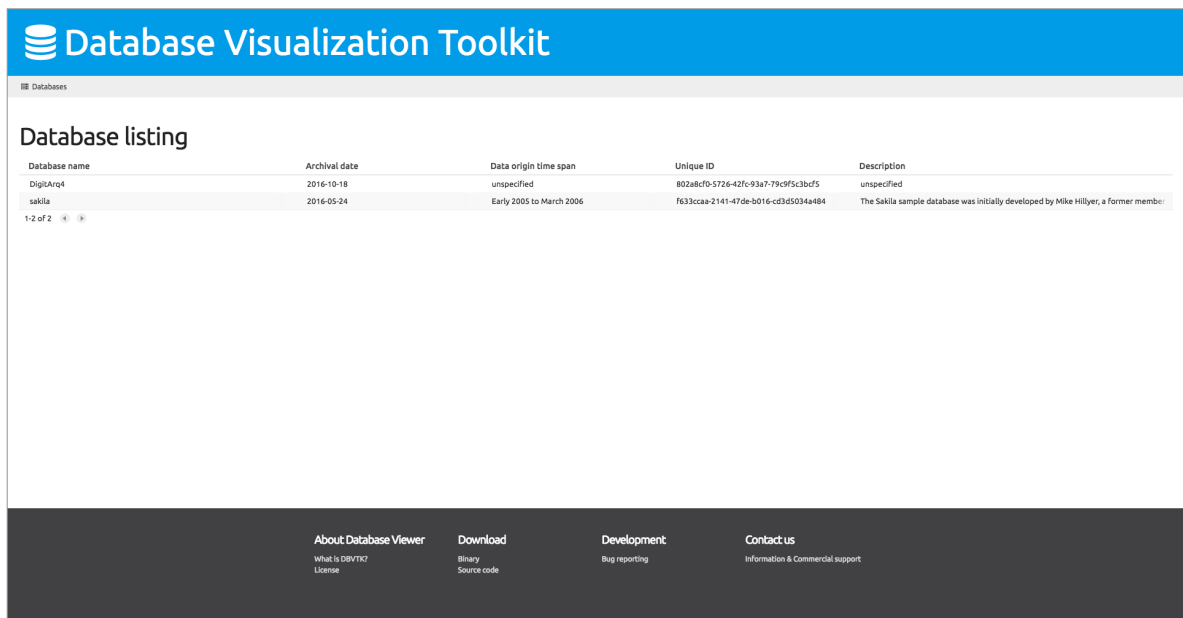 Database Visualization Toolkit
Databases
Database listing
Database name Archival date Data origin time span Unique ID Description
DigitArq4 2016-10-18 unspecified 802a8cf0-5726-42fc-93a7-79c9f5c3bcf5 unspecified
sakila 2016-05-24 Early 2005 to March 2006 f633ccaa-2141-47de-b016-cd3d5034a484 The Sakila sample database was initially developed by Mike Hillyer, a former member
1-2 of 2
About Database Viewer Download Development Contact us
What is DBVTK? Binary Bug reporting Information & Commercial support
License Source code